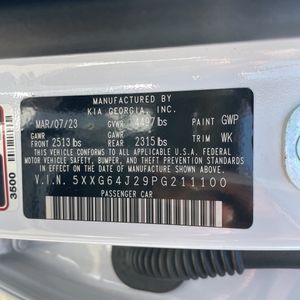 MANUFACTURED BY
KIA GEORGIA, INC.
MAR/07/23 GVWR 4497 lbs PAINT GWP
GAWR FRONT 2513 lbs GAWR REAR 2315 lbs TRIM WK
THIS VEHICLE CONFORMS TO ALL APPLICABLE U.S.A. FEDERAL
MOTOR VEHICLE SAFETY, BUMPER, AND THEFT PREVENTION STANDARDS IN
EFFECT ON THE DATE OF MANUFACTURE SHOWN ABOVE.
V.I.N. 5XXG64J29PG211100
PASSENGER CAR
3500